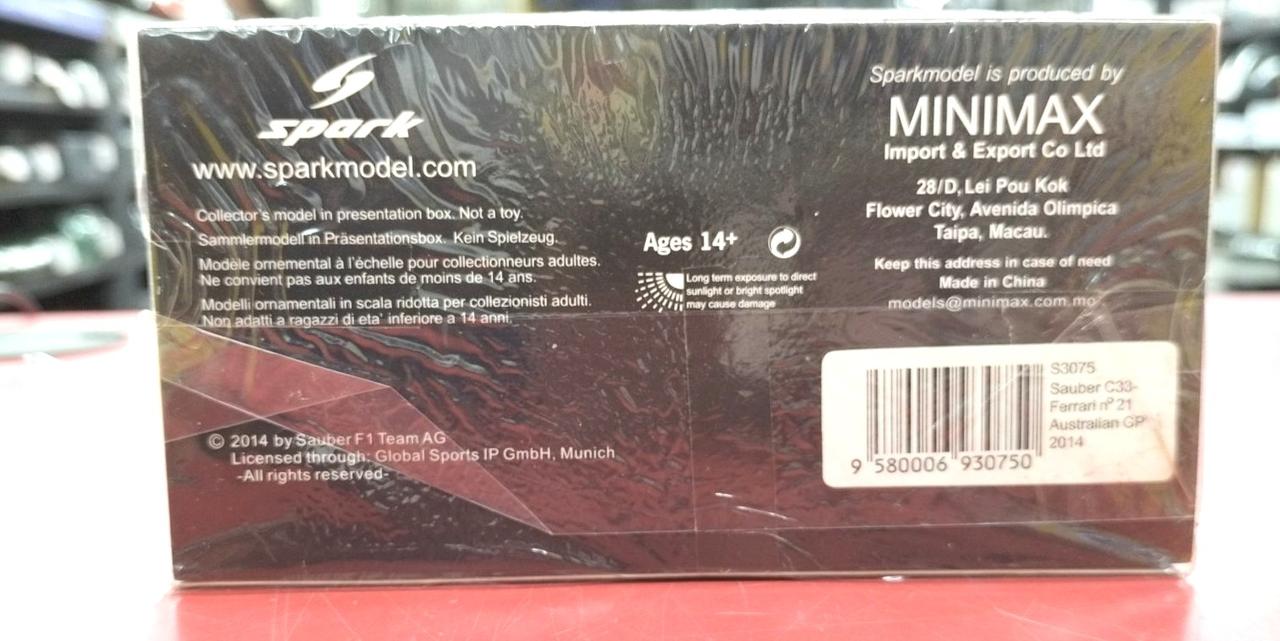 spark
www.sparkmodel.com
Collector's model in presentation box. Not a toy.
Sammlermodell in Präsentationsbox. Kein Spielzeug.
Modèle ornemental à l'échelle pour collectionneurs adultes.
Ne convient pas aux enfants de moins de 14 ans.
Modelli ornamentali in scala ridotta per collezionisti adulti.
Non adatti a ragazzi di eta' inferiore a 14 anni.
© 2014 by Sauber F1 Team AG
Licensed through: Global Sports IP GmbH, Munich
-All rights reserved-
Ages 14+
Long term exposure to direct
sunlight or bright spotlight
may cause damage
Sparkmodel is produced by
MINIMAX
Import & Export Co Ltd
28/D, Lei Pou Kok
Flower City, Avenida Olimpica
Taipa, Macau.
Keep this address in case of need
Made in China
models@minimax.com.mo
S3075
Sauber C33-
Ferrari nº 21
Australian GP
2014
9 580006 930750